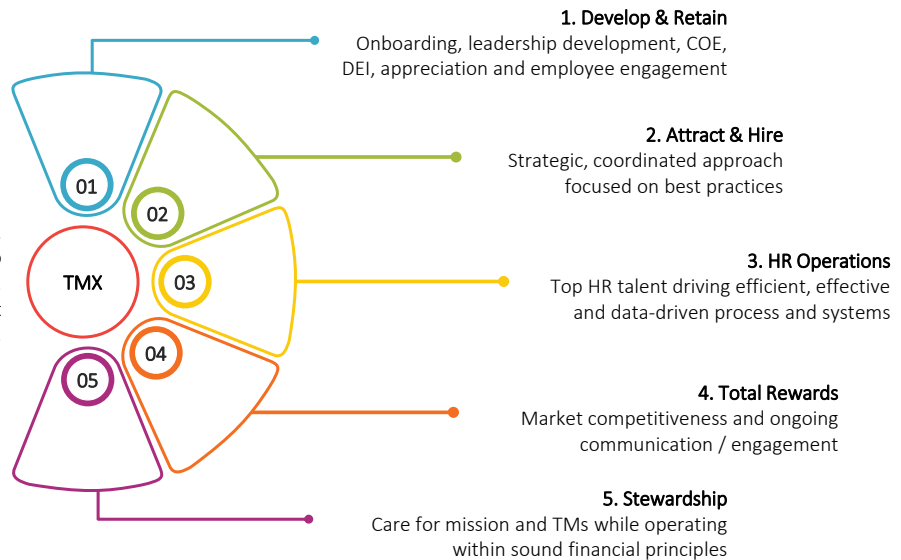 1. Develop & Retain
Onboarding, leadership development, COE,
DEI, appreciation and employee engagement
01
2. Attract & Hire
Strategic, coordinated approach
focused on best practices
02
3. HR Operations
Top HR talent driving efficient, effective
and data-driven process and systems
TMX
03
04
4. Total Rewards
Market competitiveness and ongoing
communication / engagement
05
5. Stewardship
Care for mission and TMs while operating
within sound financial principles